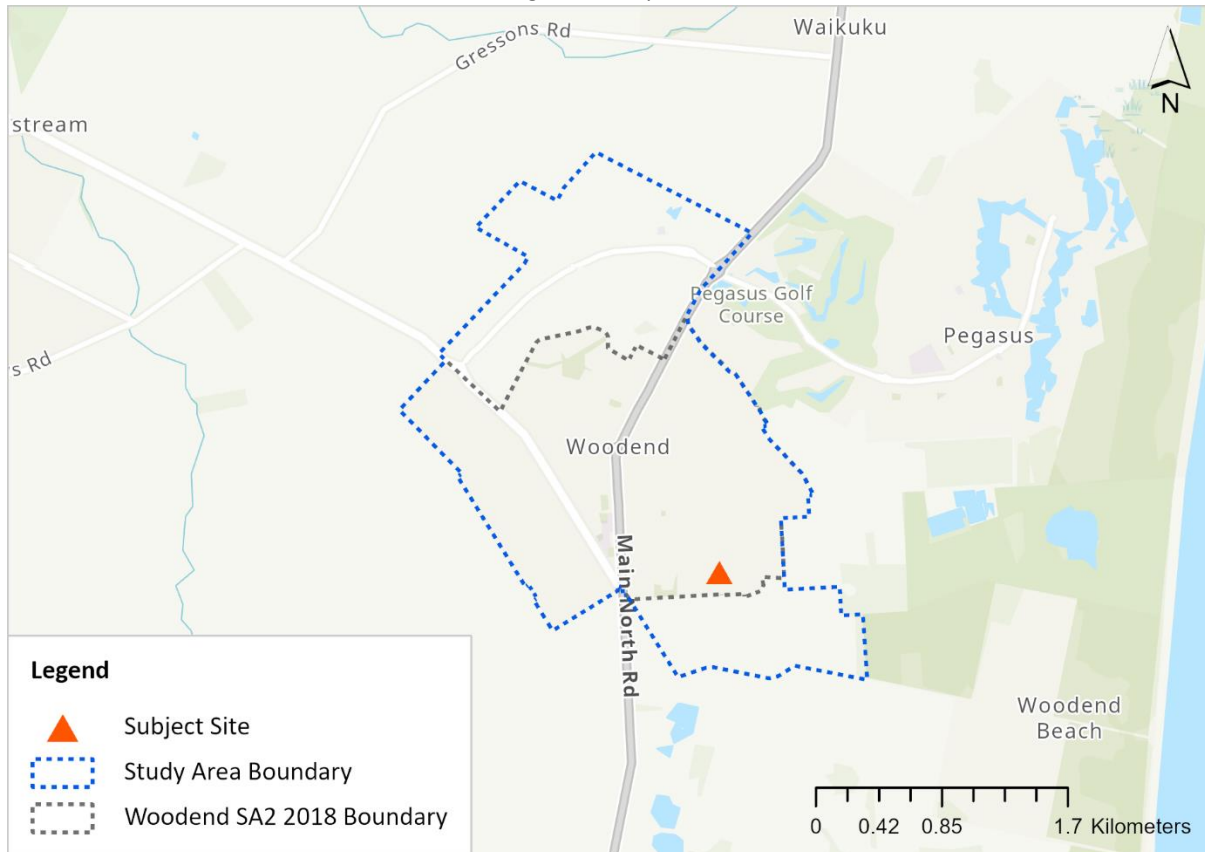 Waikuku
Gressons Rd
stream
N
Pegasus Golf
Course
Pegasus
rs Rd
Woodend
Main North Rd
Woodend
Beach
Legend
Subject Site
Study Area Boundary
Woodend SA2 2018 Boundary
0 0.42 0.85 1.7 Kilometers